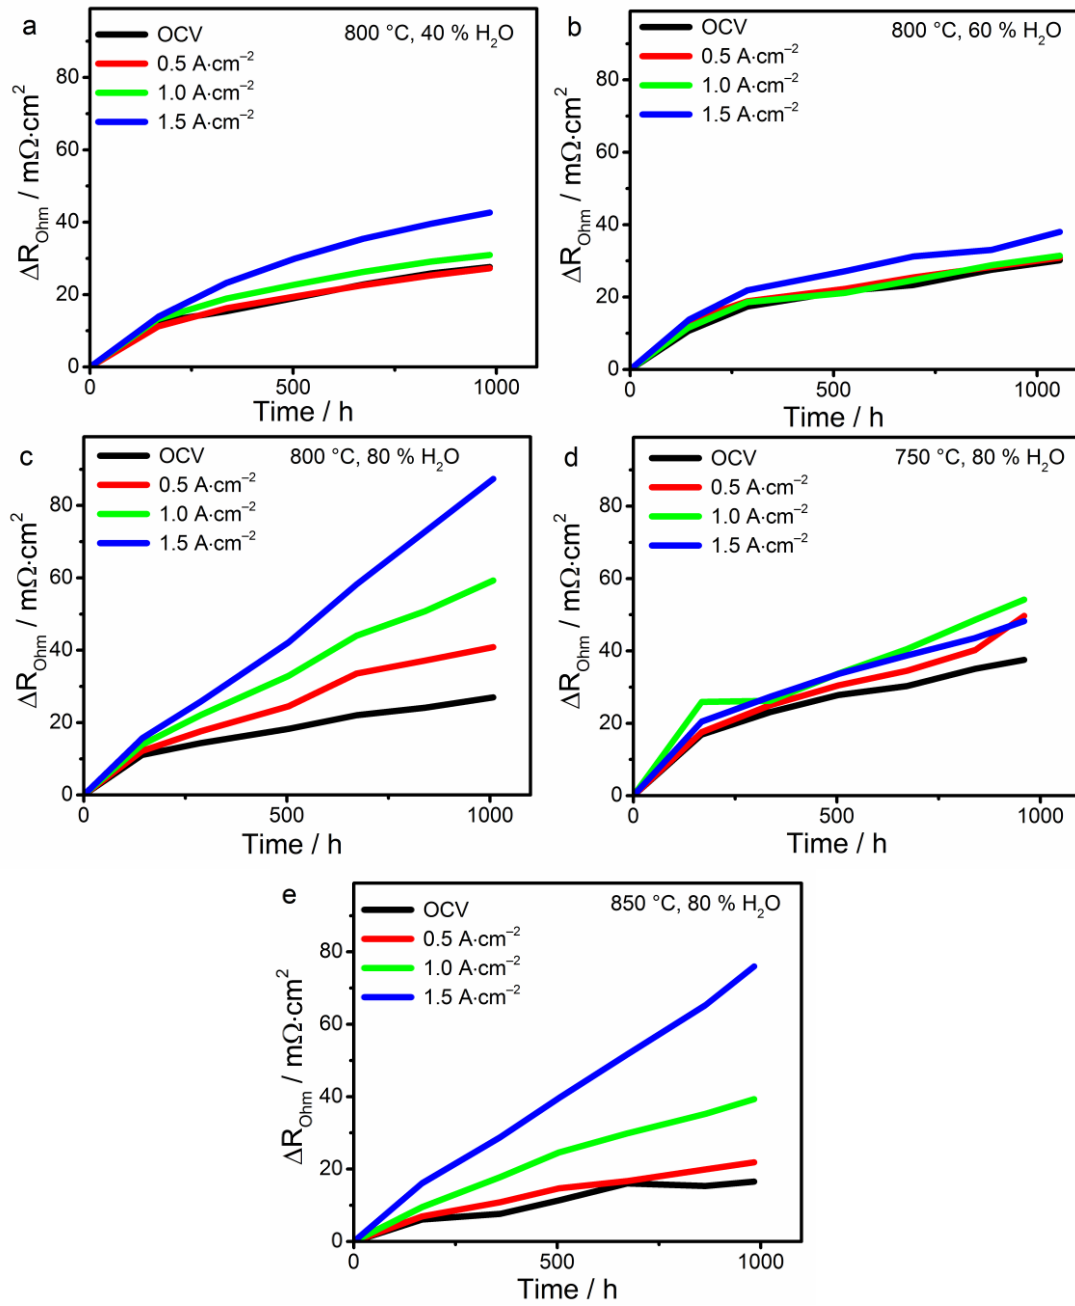 a
800 °C, 40 % H₂O
OCV
0.5 A·cm⁻²
1.0 A·cm⁻²
1.5 A·cm⁻²
ΔR_Ohm / mΩ·cm²
80
60
40
20
0
0
500
1000
Time / h
b
800 °C, 60 % H₂O
OCV
0.5 A·cm⁻²
1.0 A·cm⁻²
1.5 A·cm⁻²
ΔR_Ohm / mΩ·cm²
80
60
40
20
0
0
500
1000
Time / h
c
800 °C, 80 % H₂O
OCV
0.5 A·cm⁻²
1.0 A·cm⁻²
1.5 A·cm⁻²
ΔR_Ohm / mΩ·cm²
80
60
40
20
0
0
500
1000
Time / h
d
750 °C, 80 % H₂O
OCV
0.5 A·cm⁻²
1.0 A·cm⁻²
1.5 A·cm⁻²
ΔR_Ohm / mΩ·cm²
80
60
40
20
0
0
500
1000
Time / h
e
850 °C, 80 % H₂O
OCV
0.5 A·cm⁻²
1.0 A·cm⁻²
1.5 A·cm⁻²
ΔR_Ohm / mΩ·cm²
80
60
40
20
0
0
500
1000
Time / h